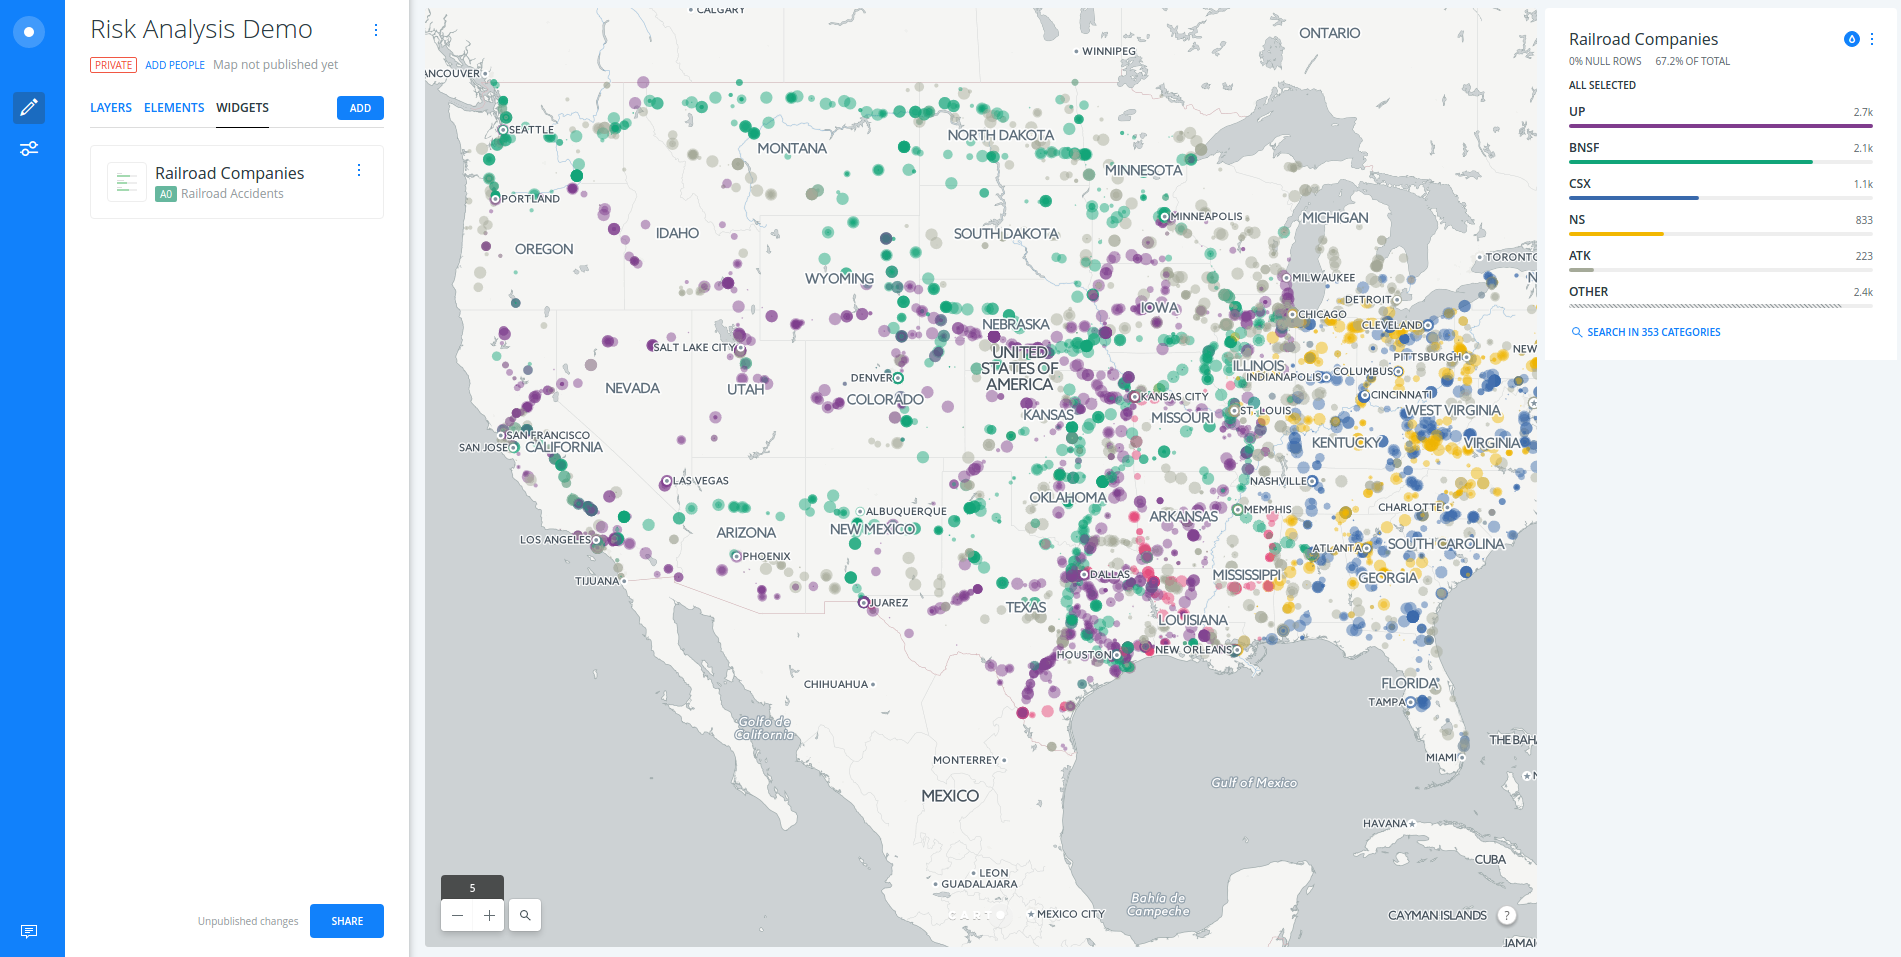 Risk Analysis Demo
PRIVATE ADD PEOPLE Map not published yet
LAYERS ELEMENTS WIDGETS ADD
Railroad Companies
A0 Railroad Accidents
Unpublished changes SHARE
CALGARY
ONTARIO
WINNIPEG
ANCOUVER
SEATTLE
NORTH DAKOTA
MONTANA
MINNESOTA
PORTLAND
MINNEAPOLIS
MICHIGAN
IDAHO
SOUTH DAKOTA
OREGON
TORONTO
WYOMING
MILWAUKEE
DETROIT
IOWA
CHICAGO
NEBRASKA
CLEVELAND
SALT LAKE CITY
UNITED
STATES OF
AMERICA
NEW
PITTSBURGH
ILLINOIS
INDIANAPOLIS
COLUMBUS
DENVER
NEVADA
UTAH
COLORADO
KANSAS CITY
CINCINNATI
KANSAS
MISSOURI
ST. LOUIS
WEST VIRGINIA
SAN FRANCISCO
KENTUCKY
VIRGINIA
SAN JOSE
CALIFORNIA
LAS VEGAS
NASHVILLE
OKLAHOMA
ALBUQUERQUE
ARKANSAS
MEMPHIS
CHARLOTTE
ARIZONA
NEW MEXICO
LOS ANGELES
ATLANTA
SOUTH CAROLINA
PHOENIX
DALLAS
MISSISSIPPI
GEORGIA
TIJUANA
JUAREZ
TEXAS
LOUISIANA
HOUSTON
NEW ORLEANS
CHIHUAHUA
FLORIDA
TAMPA
Golfo de
California
THE BAH
MONTERREY
MIAMI
Gulf of Mexico
MEXICO
HAVANA
CUBA
LEON
GUADALAJARA
Bahía de
Campeche
CARTO
MEXICO CITY
CAYMAN ISLANDS
?
JAMAI
5
Railroad Companies
0% NULL ROWS 67.2% OF TOTAL
ALL SELECTED
UP 2.7k
BNSF 2.1k
CSX 1.1k
NS 833
ATK 223
OTHER 2.4k
SEARCH IN 353 CATEGORIES